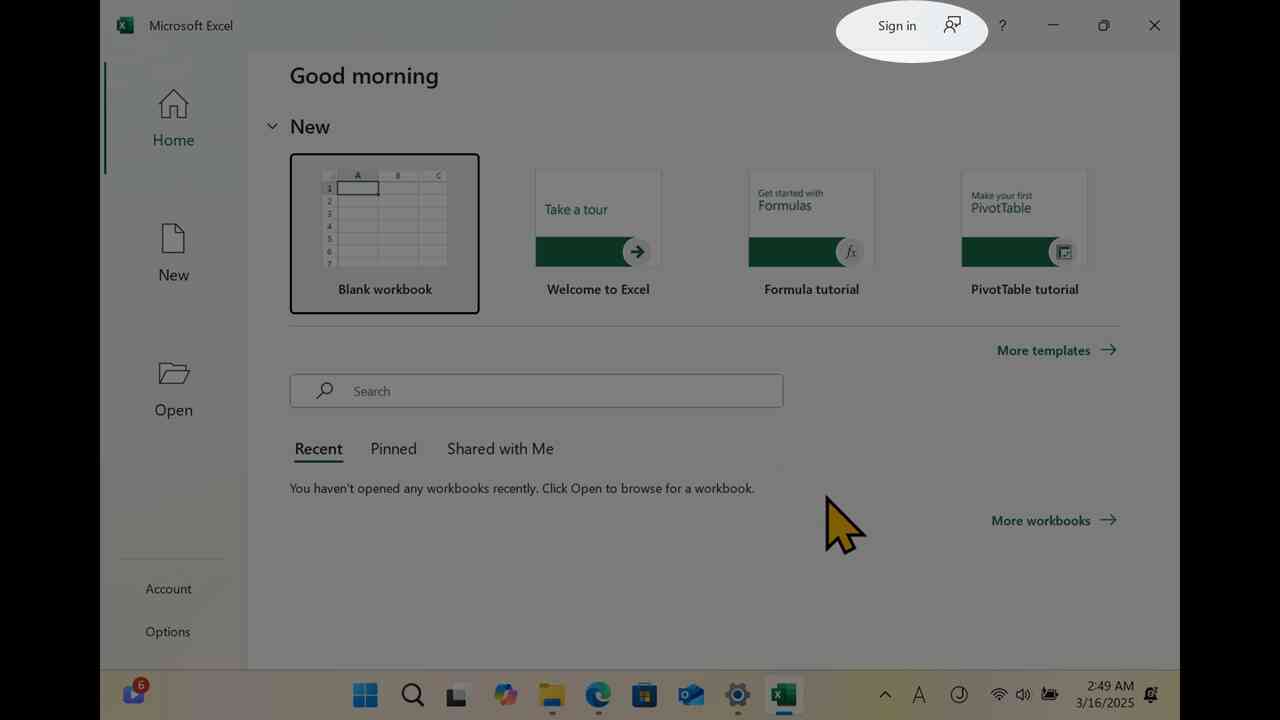 Microsoft Excel
Sign in
?
Good morning
Home
New
A B C
1
2
3
4
5
6
7
Take a tour
Get started with
Formulas
fx
Make your first
PivotTable
Blank workbook
Welcome to Excel
Formula tutorial
PivotTable tutorial
New
More templates
Open
Search
Recent Pinned Shared with Me
You haven't opened any workbooks recently. Click Open to browse for a workbook.
More workbooks
Account
Options
6
A
2:49 AM
3/16/2025